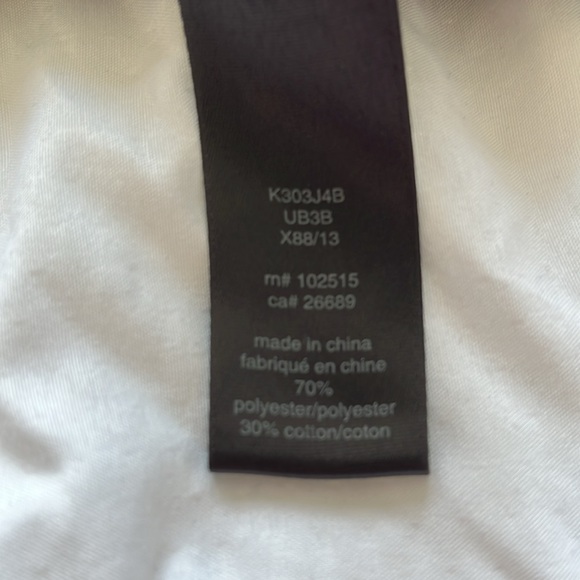 K303J4B
UB3B
X88/13
rn# 102515
ca# 26689
made in china
fabriqué en chine
70%
polyester/polyester
30% cotton/coton